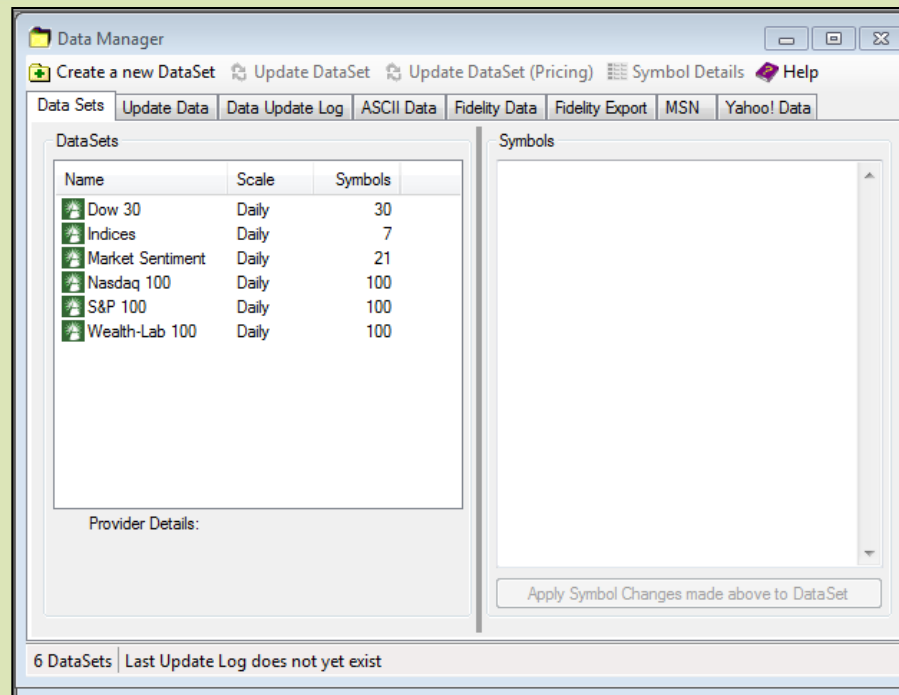 Data Manager
Create a new DataSet Update DataSet Update DataSet (Pricing) Symbol Details Help
Data Sets Update Data Data Update Log ASCII Data Fidelity Data Fidelity Export MSN Yahoo! Data
DataSets Symbols
Name Scale Symbols
Dow 30 Daily 30
Indices Daily 7
Market Sentiment Daily 21
Nasdaq 100 Daily 100
S&P 100 Daily 100
Wealth-Lab 100 Daily 100
Provider Details:
Apply Symbol Changes made above to DataSet
6 DataSets Last Update Log does not yet exist